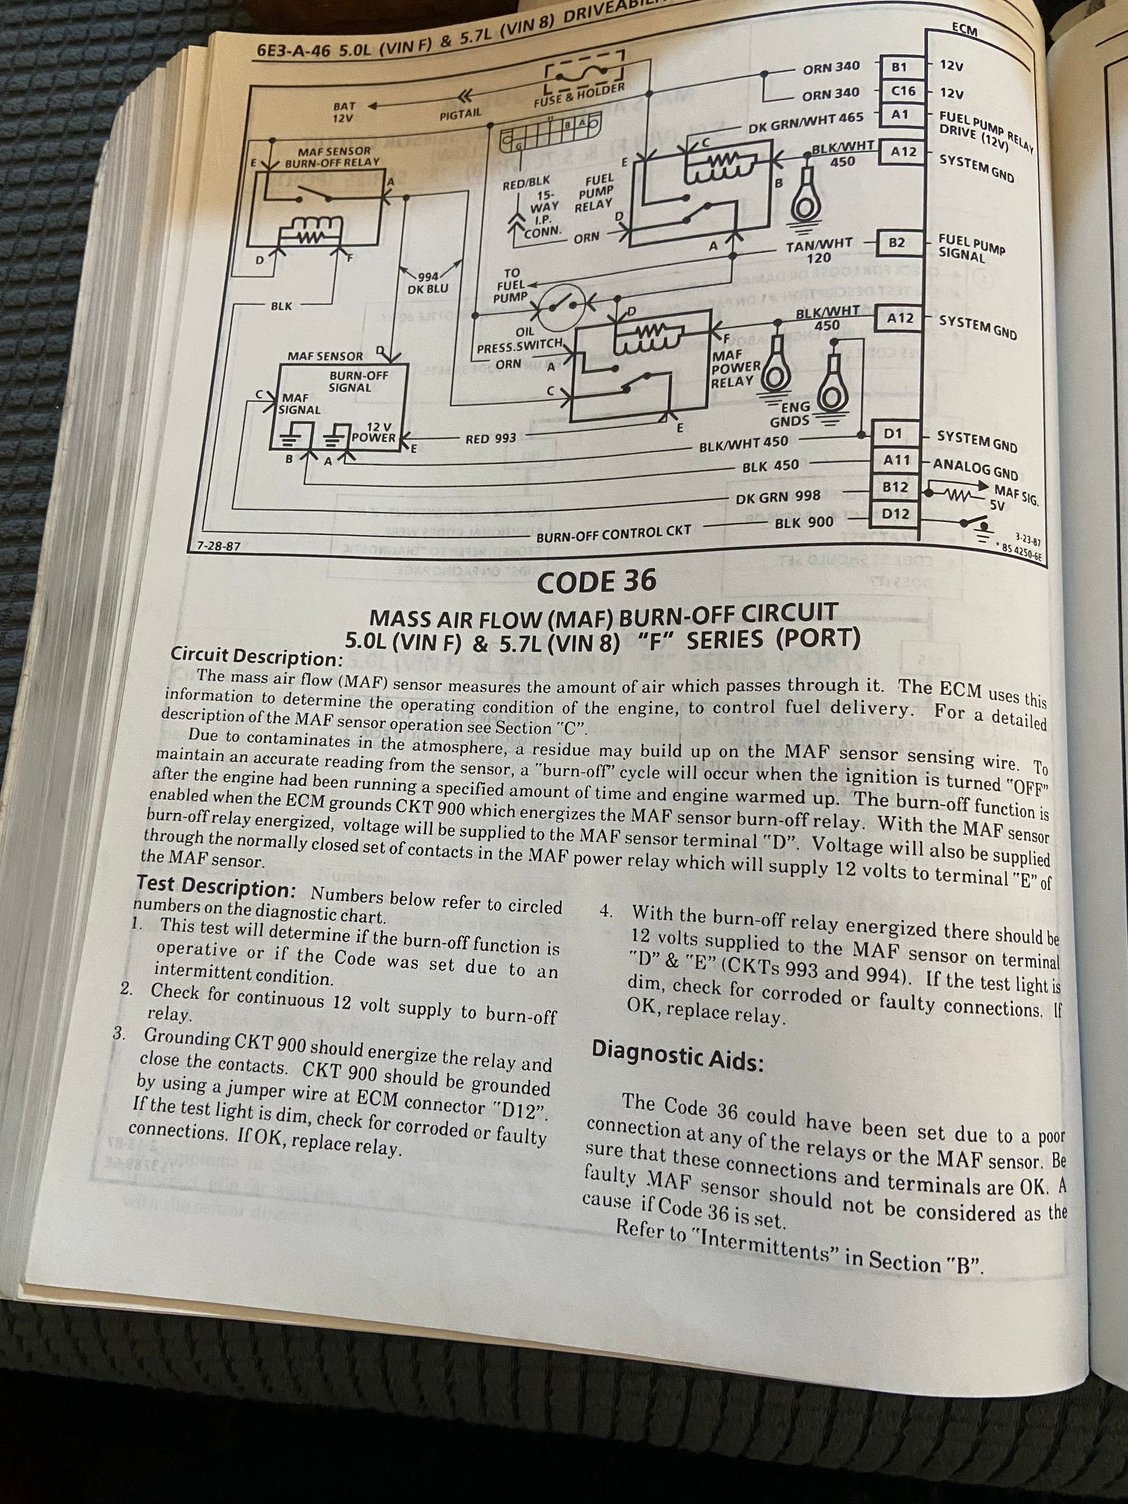 6E3-A-46 5.0L (VIN F) & 5.7L (VIN 8)
ECM
BAT
12V
PIGTAIL
FUSE & HOLDER
ORN 340
B1
12V
ORN 340
C16
12V
DK GRN/WHT 465
A1
FUEL PUMP RELAY
DRIVE (12V)
MAF SENSOR
BURN-OFF RELAY
E
A
D
F
B A
G
RED/BLK
15-
WAY
I.P.
CONN.
FUEL
PUMP
RELAY
ORN
E
C
D
B
A
BLK/WHT
450
A12
SYSTEM GND
TAN/WHT
120
B2
FUEL PUMP
SIGNAL
994
DK BLU
TO
FUEL
PUMP
OIL
PRESS.SWITCH
ORN
BLK
D
A
C
F
E
MAF
POWER
RELAY
BLK/WHT
450
A12
SYSTEM GND
ENG
GNDS
MAF SENSOR
D
BURN-OFF
SIGNAL
C
MAF
SIGNAL
12 V
POWER
E
B
A
RED 993
BLK/WHT 450
D1
SYSTEM GND
BLK 450
A11
ANALOG GND
DK GRN 998
B12
MAF SIG.
5V
BURN-OFF CONTROL CKT
BLK 900
D12
7-28-87
3-23-87
* 8S 4250-6E
CODE 36
MASS AIR FLOW (MAF) BURN-OFF CIRCUIT
5.0L (VIN F) & 5.7L (VIN 8) "F" SERIES (PORT)
Circuit Description:
The mass air flow (MAF) sensor measures the amount of air which passes through it. The ECM uses this
information to determine the operating condition of the engine, to control fuel delivery. For a detailed
description of the MAF sensor operation see Section "C".
Due to contaminates in the atmosphere, a residue may build up on the MAF sensor sensing wire. To
maintain an accurate reading from the sensor, a "burn-off" cycle will occur when the ignition is turned "OFF"
after the engine had been running a specified amount of time and engine warmed up. The burn-off function is
enabled when the ECM grounds CKT 900 which energizes the MAF sensor burn-off relay. With the MAF sensor
burn-off relay energized, voltage will be supplied to the MAF sensor terminal "D". Voltage will also be supplied
through the normally closed set of contacts in the MAF power relay which will supply 12 volts to terminal "E" of
the MAF sensor.
Test Description: Numbers below refer to circled
numbers on the diagnostic chart.
1. This test will determine if the burn-off function is
operative or if the Code was set due to an
intermittent condition.
2. Check for continuous 12 volt supply to burn-off
relay.
3. Grounding CKT 900 should energize the relay and
close the contacts. CKT 900 should be grounded
by using a jumper wire at ECM connector "D12".
If the test light is dim, check for corroded or faulty
connections. If OK, replace relay.
4. With the burn-off relay energized there should be
12 volts supplied to the MAF sensor on terminal
"D" & "E" (CKTs 993 and 994). If the test light is
dim, check for corroded or faulty connections. If
OK, replace relay.
Diagnostic Aids:
The Code 36 could have been set due to a poor
connection at any of the relays or the MAF sensor. Be
sure that these connections and terminals are OK. A
faulty MAF sensor should not be considered as the
cause if Code 36 is set.
Refer to "Intermittents" in Section "B".